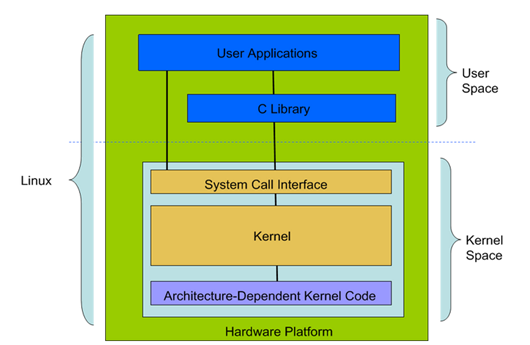 User Applications
User
Space
C Library
Linux
System Call Interface
Kernel
Kernel
Space
Architecture-Dependent Kernel Code
Hardware Platform